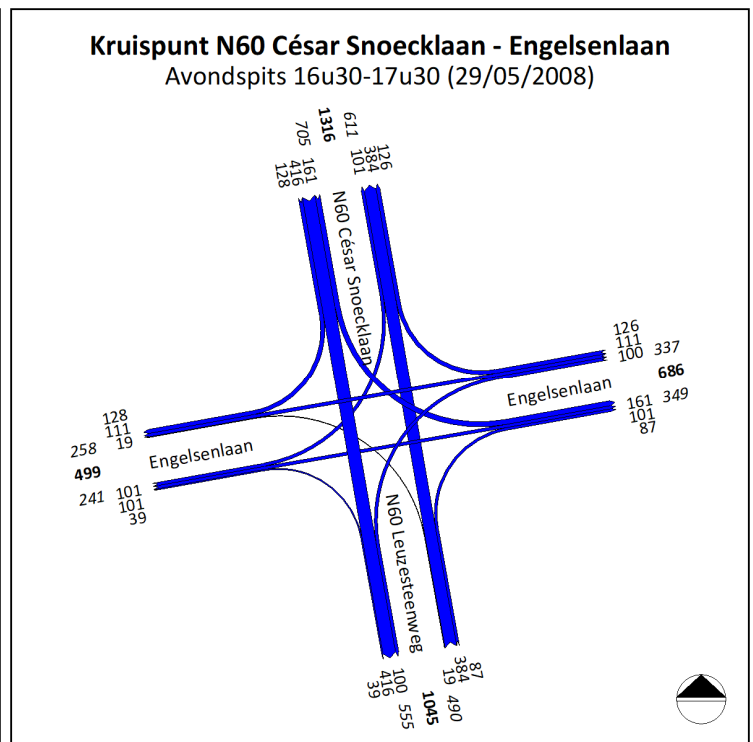 Kruispunt N60 César Snoecklaan - Engelsenlaan
Avondspits 16u30-17u30 (29/05/2008)
705 1316 611
128 416 161
101 384 126
N60 César Snoecklaan
126
111
100 337
686
Engelsenlaan
161 349
101
87
128
111
258 19
499
Engelsenlaan
241 101
101
39
N60 Leuzesteenweg
39 416 100 555
1045
19 384 87 490